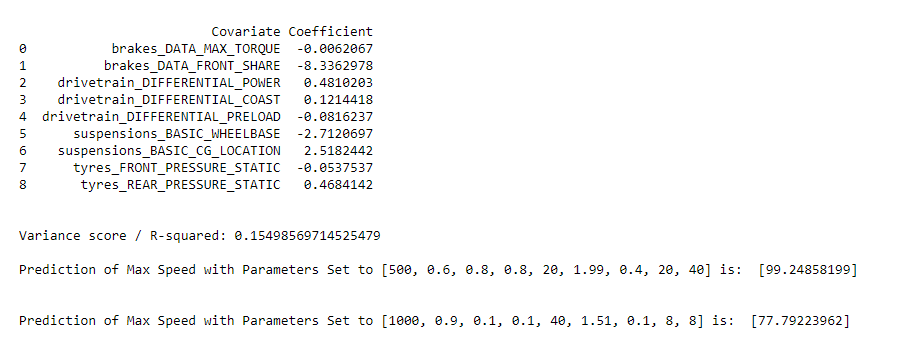 Covariate Coefficient
0 brakes_DATA_MAX_TORQUE -0.0062067
1 brakes_DATA_FRONT_SHARE -8.3362978
2 drivetrain_DIFFERENTIAL_POWER 0.4810203
3 drivetrain_DIFFERENTIAL_COAST 0.1214418
4 drivetrain_DIFFERENTIAL_PRELOAD -0.0816237
5 suspensions_BASIC_WHEELBASE -2.7120697
6 suspensions_BASIC_CG_LOCATION 2.5182442
7 tyres_FRONT_PRESSURE_STATIC -0.0537537
8 tyres_REAR_PRESSURE_STATIC 0.4684142
Variance score / R-squared: 0.15498569714525479
Prediction of Max Speed with Parameters Set to [500, 0.6, 0.8, 0.8, 20, 1.99, 0.4, 20, 40] is: [99.24858199]
Prediction of Max Speed with Parameters Set to [1000, 0.9, 0.1, 0.1, 40, 1.51, 0.1, 8, 8] is: [77.79223962]